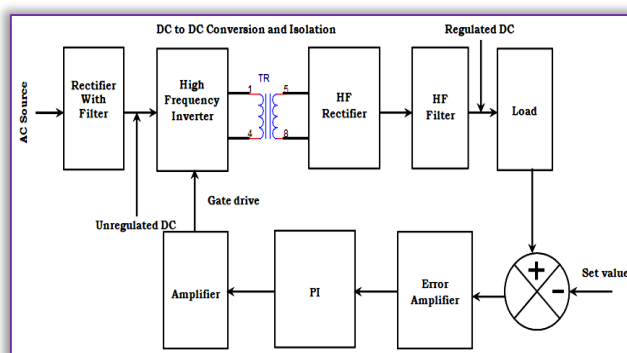 DC to DC Conversion and Isolation
Regulated DC
AC Source
Rectifier
With
Filter
High
Frequency
Inverter
TR
1
5
4
8
HF
Rectifier
HF
Filter
Load
Gate drive
Unregulated DC
Amplifier
PI
Error
Amplifier
+
-
Set value